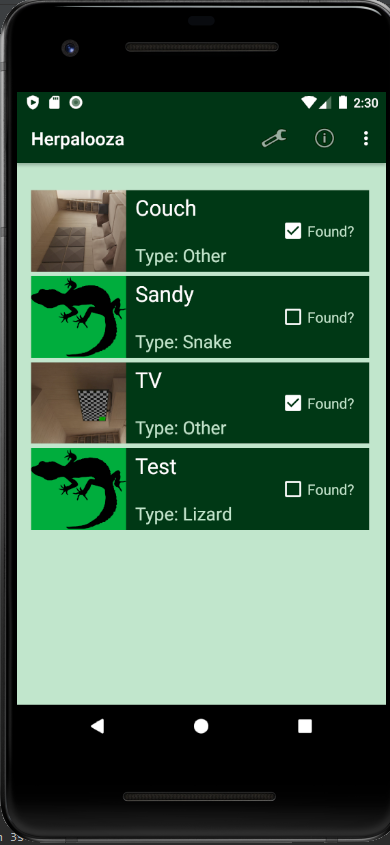 2:30
Herpalooza
Couch
Found?
Type: Other
Sandy
Found?
Type: Snake
TV
Found?
Type: Other
Test
Found?
Type: Lizard
3s